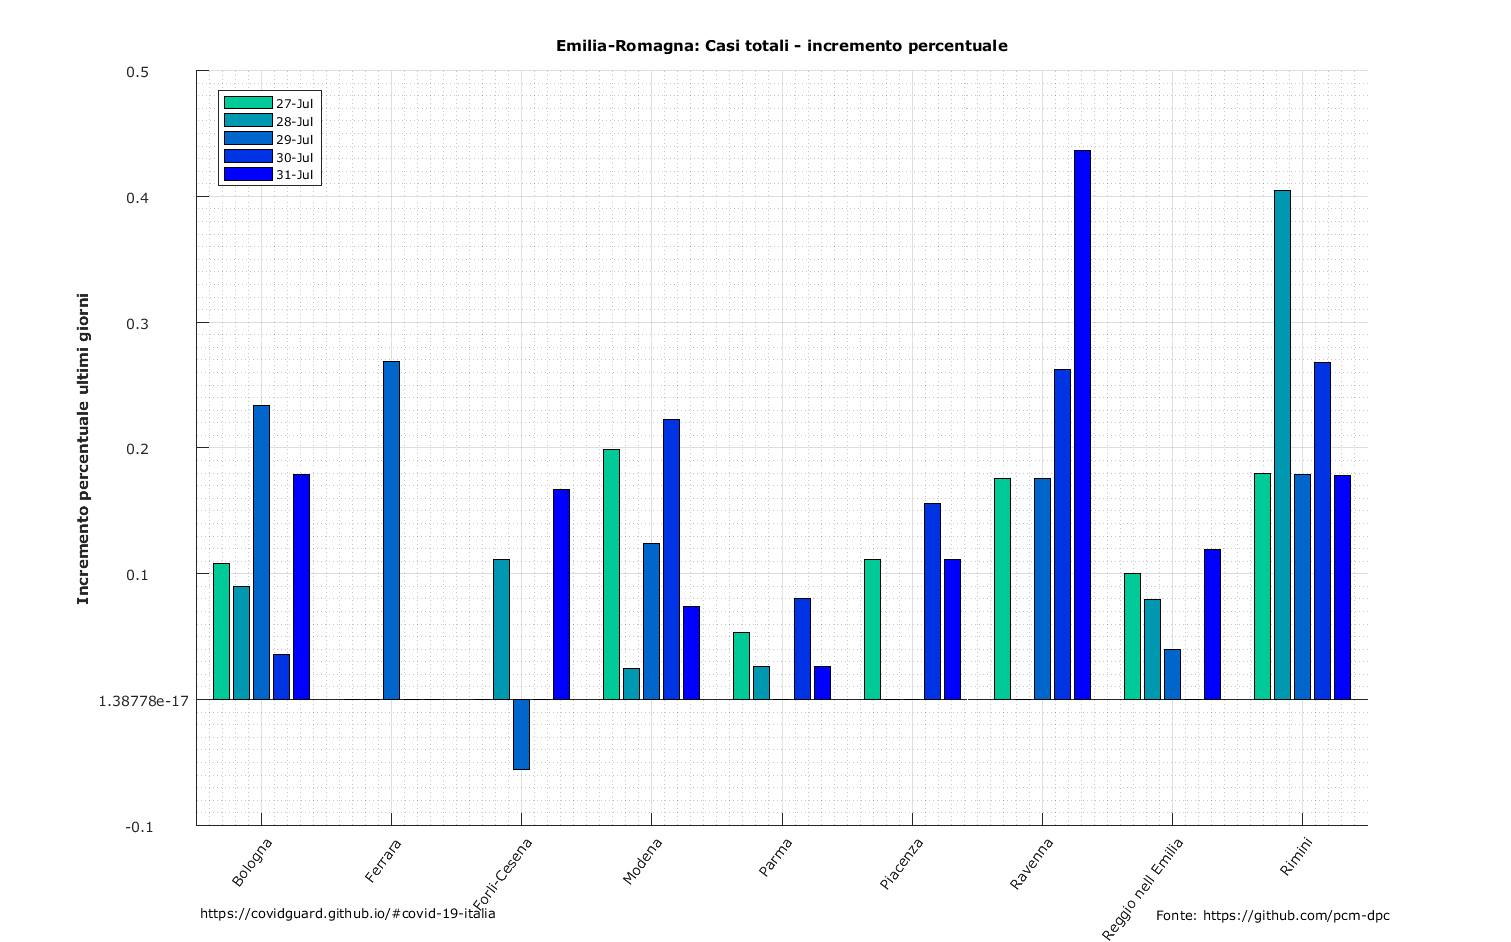 Emilia-Romagna: Casi totali - incremento percentuale
0.5
0.4
0.3
0.2
0.1
1.38778e-17
-0.1
Incremento percentuale ultimi giorni
27-Jul
28-Jul
29-Jul
30-Jul
31-Jul
Bologna
Ferrara
Forlì-Cesena
Modena
Parma
Piacenza
Ravenna
Reggio nell Emilia
Rimini
https://covidguard.github.io/#covid-19-italia
Fonte: https://github.com/pcm-dpc